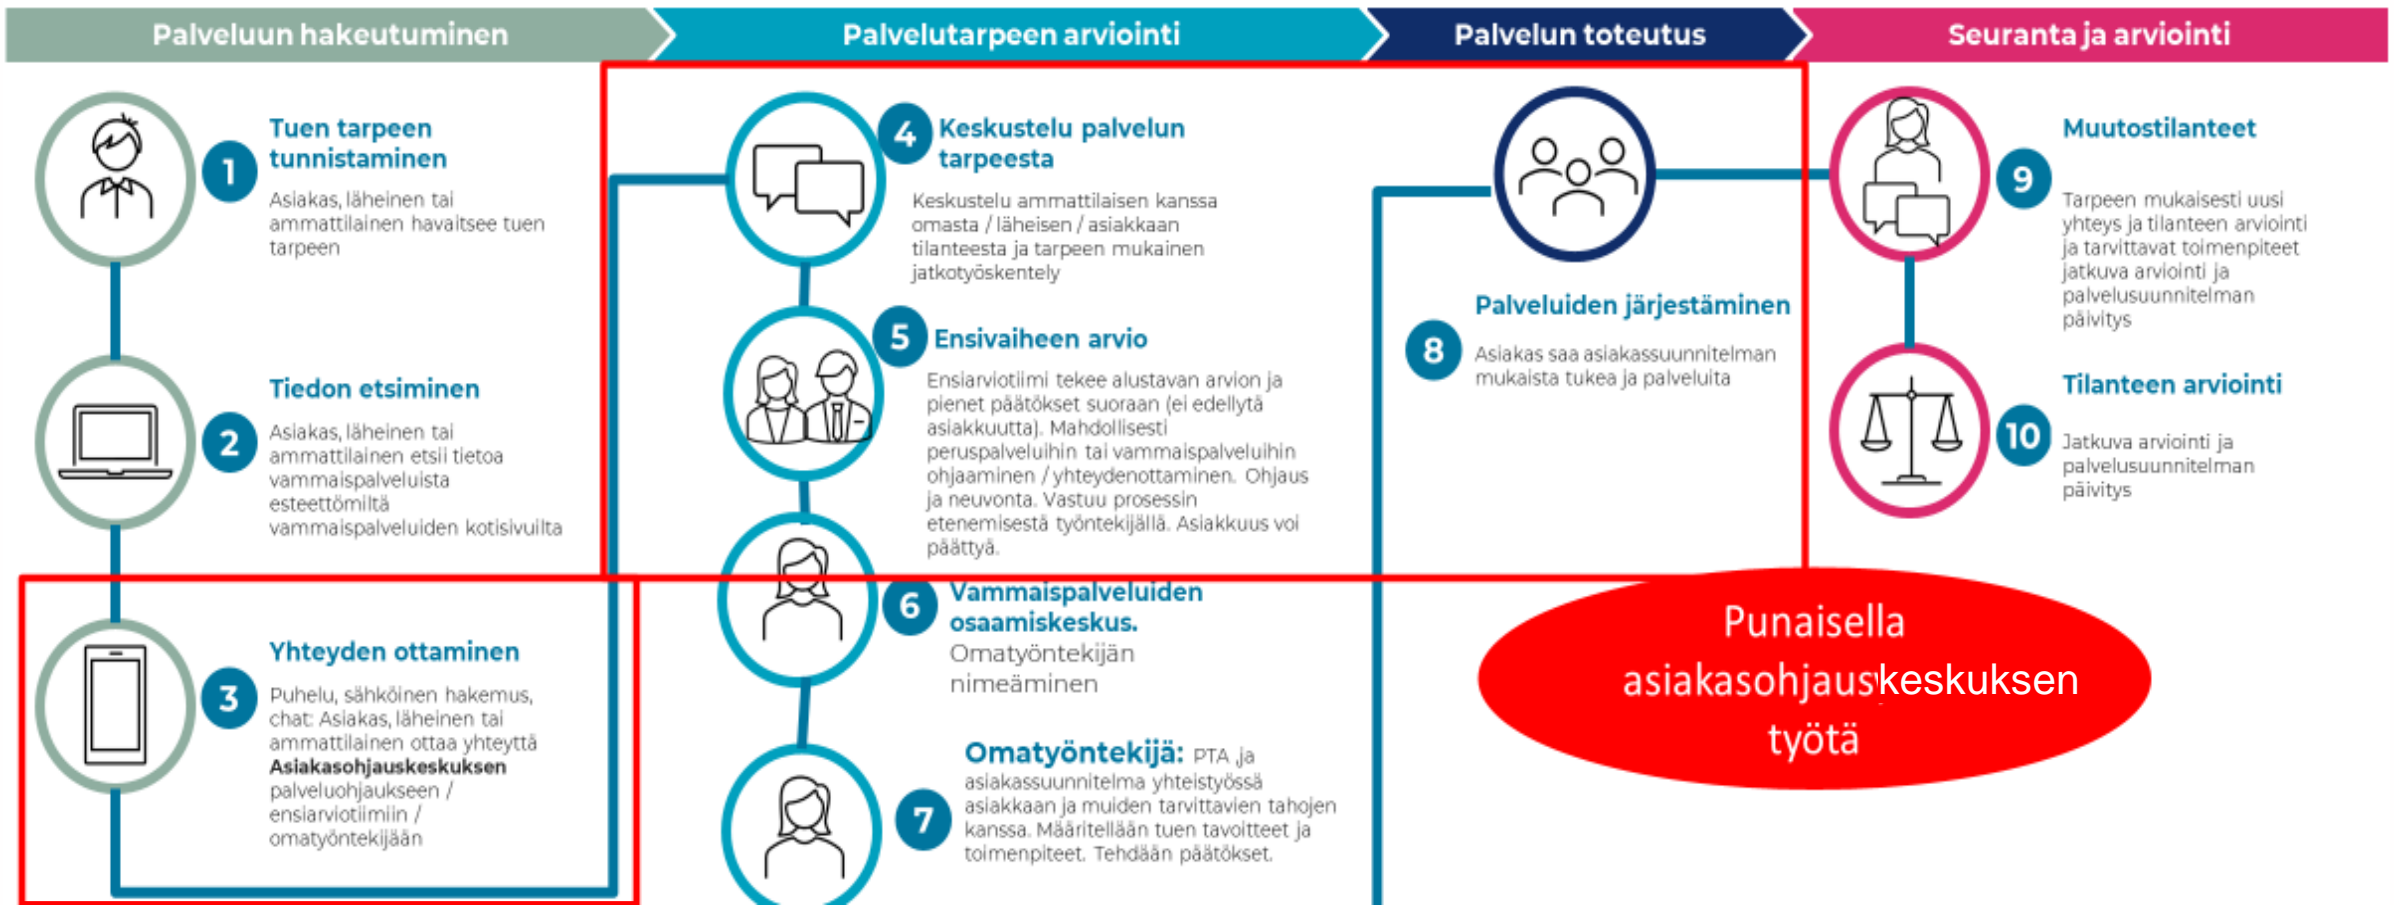 Palveluun hakeutuminen
Palvelutarpeen arviointi
Palvelun toteutus
Seuranta ja arviointi
1
Tuen tarpeen
tunnistaminen
Asiakas, läheinen tai
ammattilainen havaitsee tuen
tarpeen
2
Tiedon etsiminen
Asiakas, läheinen tai
ammattilainen etsii tietoa
vammaispalveluista
esteettömiltä
vammaispalveluiden kotisivuilta
3
Yhteyden ottaminen
Puhelu, sähköinen hakemus,
chat: Asiakas, läheinen tai
ammattilainen ottaa yhteyttä
Asiakasohjauskeskuksen
palveluohjaukseen /
ensiarviotiimiin /
omatyöntekijään
4
Keskustelu palvelun
tarpeesta
Keskustelu ammattilaisen kanssa
omasta / läheisen / asiakkaan
tilanteesta ja tarpeen mukainen
jatkotyöskentely
5
Ensivaiheen arvio
Ensiarviotiimi tekee alustavan arvion ja
pienet päätökset suoraan (ei edellytä
asiakkuutta). Mahdollisesti
peruspalveluihin tai vammaispalveluihin
ohjaaminen / yhteydenottaminen. Ohjaus
ja neuvonta. Vastuu prosessin
etenemisestä työntekijällä. Asiakkuus voi
päättyä.
6
Vammaispalveluiden
osaamiskeskus.
Omatyöntekijän
nimeäminen
7
Omatyöntekijä: PTA ,ja
asiakassuunnitelma yhteistyössä
asiakkaan ja muiden tarvittavien tahojen
kanssa. Määritellään tuen tavoitteet ja
toimenpiteet. Tehdään päätökset.
8
Palveluiden järjestäminen
Asiakas saa asiakassuunnitelman
mukaista tukea ja palveluita
9
Muutostilanteet
Tarpeen mukaisesti uusi
yhteys ja tilanteen arviointi
ja tarvittavat toimenpiteet
jatkuva arviointi ja
palvelusuunnitelman
päivitys
10
Tilanteen arviointi
Jatkuva arviointi ja
palvelusuunnitelman
päivitys
Punaisella
asiakasohjauskeskuksen
työtä